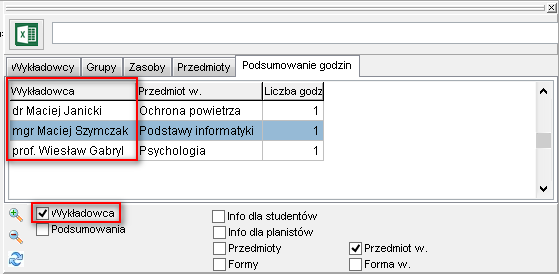 Wykładowcy Grupy Zasoby Przedmioty Podsumowanie godzin
Wykładowca Przedmiot w. Liczba godz
dr Maciej Janicki Ochrona powietrza 1
mgr Maciej Szymczak Podstawy informatyki 1
prof. Wiesław Gabryl Psychologia 1
Wykładowca
Info dla studentów
Podsumowania
Info dla planistów
Przedmioty Przedmiot w.
Formy Forma w.